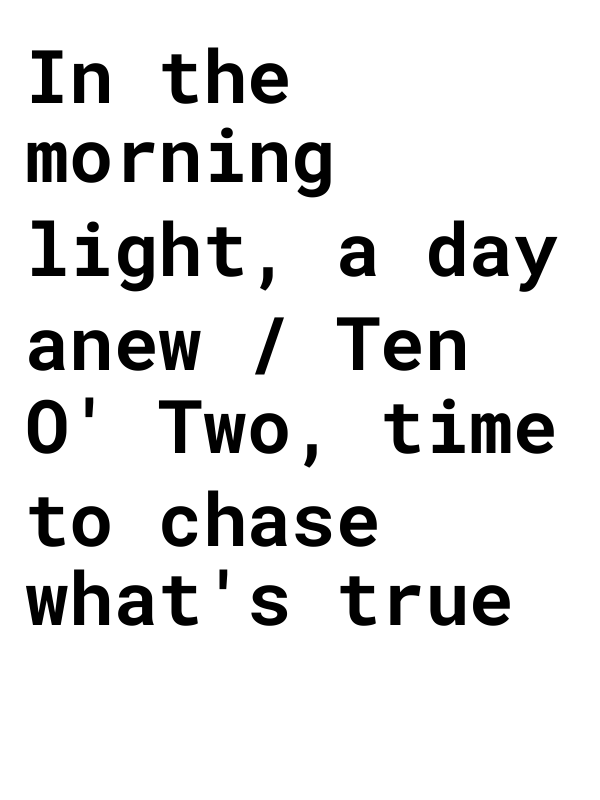 In the
morning
light, a day
anew / Ten
O' Two, time
to chase
what's true